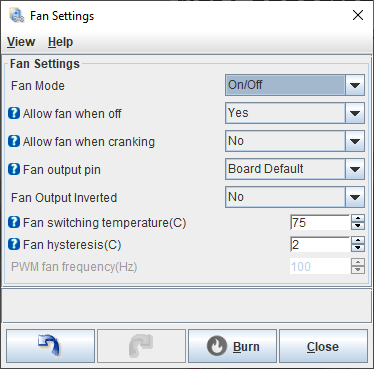 Fan Settings
View Help
Fan Settings
Fan Mode On/Off
? Allow fan when off Yes
? Allow fan when cranking No
? Fan output pin Board Default
Fan Output Inverted No
? Fan switching temperature(C) 75
? Fan hysteresis(C) 2
PWM fan frequency(Hz) 100
Burn Close